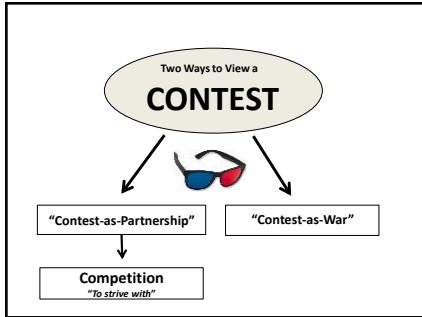 Two Ways to View a
CONTEST
“Contest-as-Partnership”
“Contest-as-War”
Competition
“To strive with”